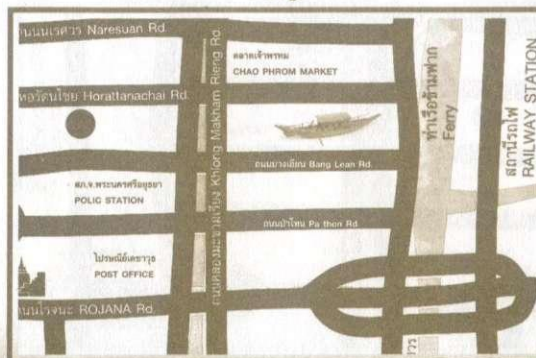 ถนนนเรศวร Naresuan Rd.
ตลาดเจ้าพรหม
CHAO PHROM MARKET
หอรัตนไชย Horattanachai Rd.
ถนนคลองมะขามเรียง Khlong Makham Rieng Rd.
ท่าเรือข้ามฟาก
Ferry
สถานีรถไฟ
RAILWAY STATION
ถนนบางเอียน Bang Lean Rd.
สภ.จ.พระนครศรีอยุธยา
POLIC STATION
ถนนป่าโทน Pa thon Rd.
ไปรษณีย์เดชาวุธ
POST OFFICE
ถนนโรจนะ ROJANA Rd.